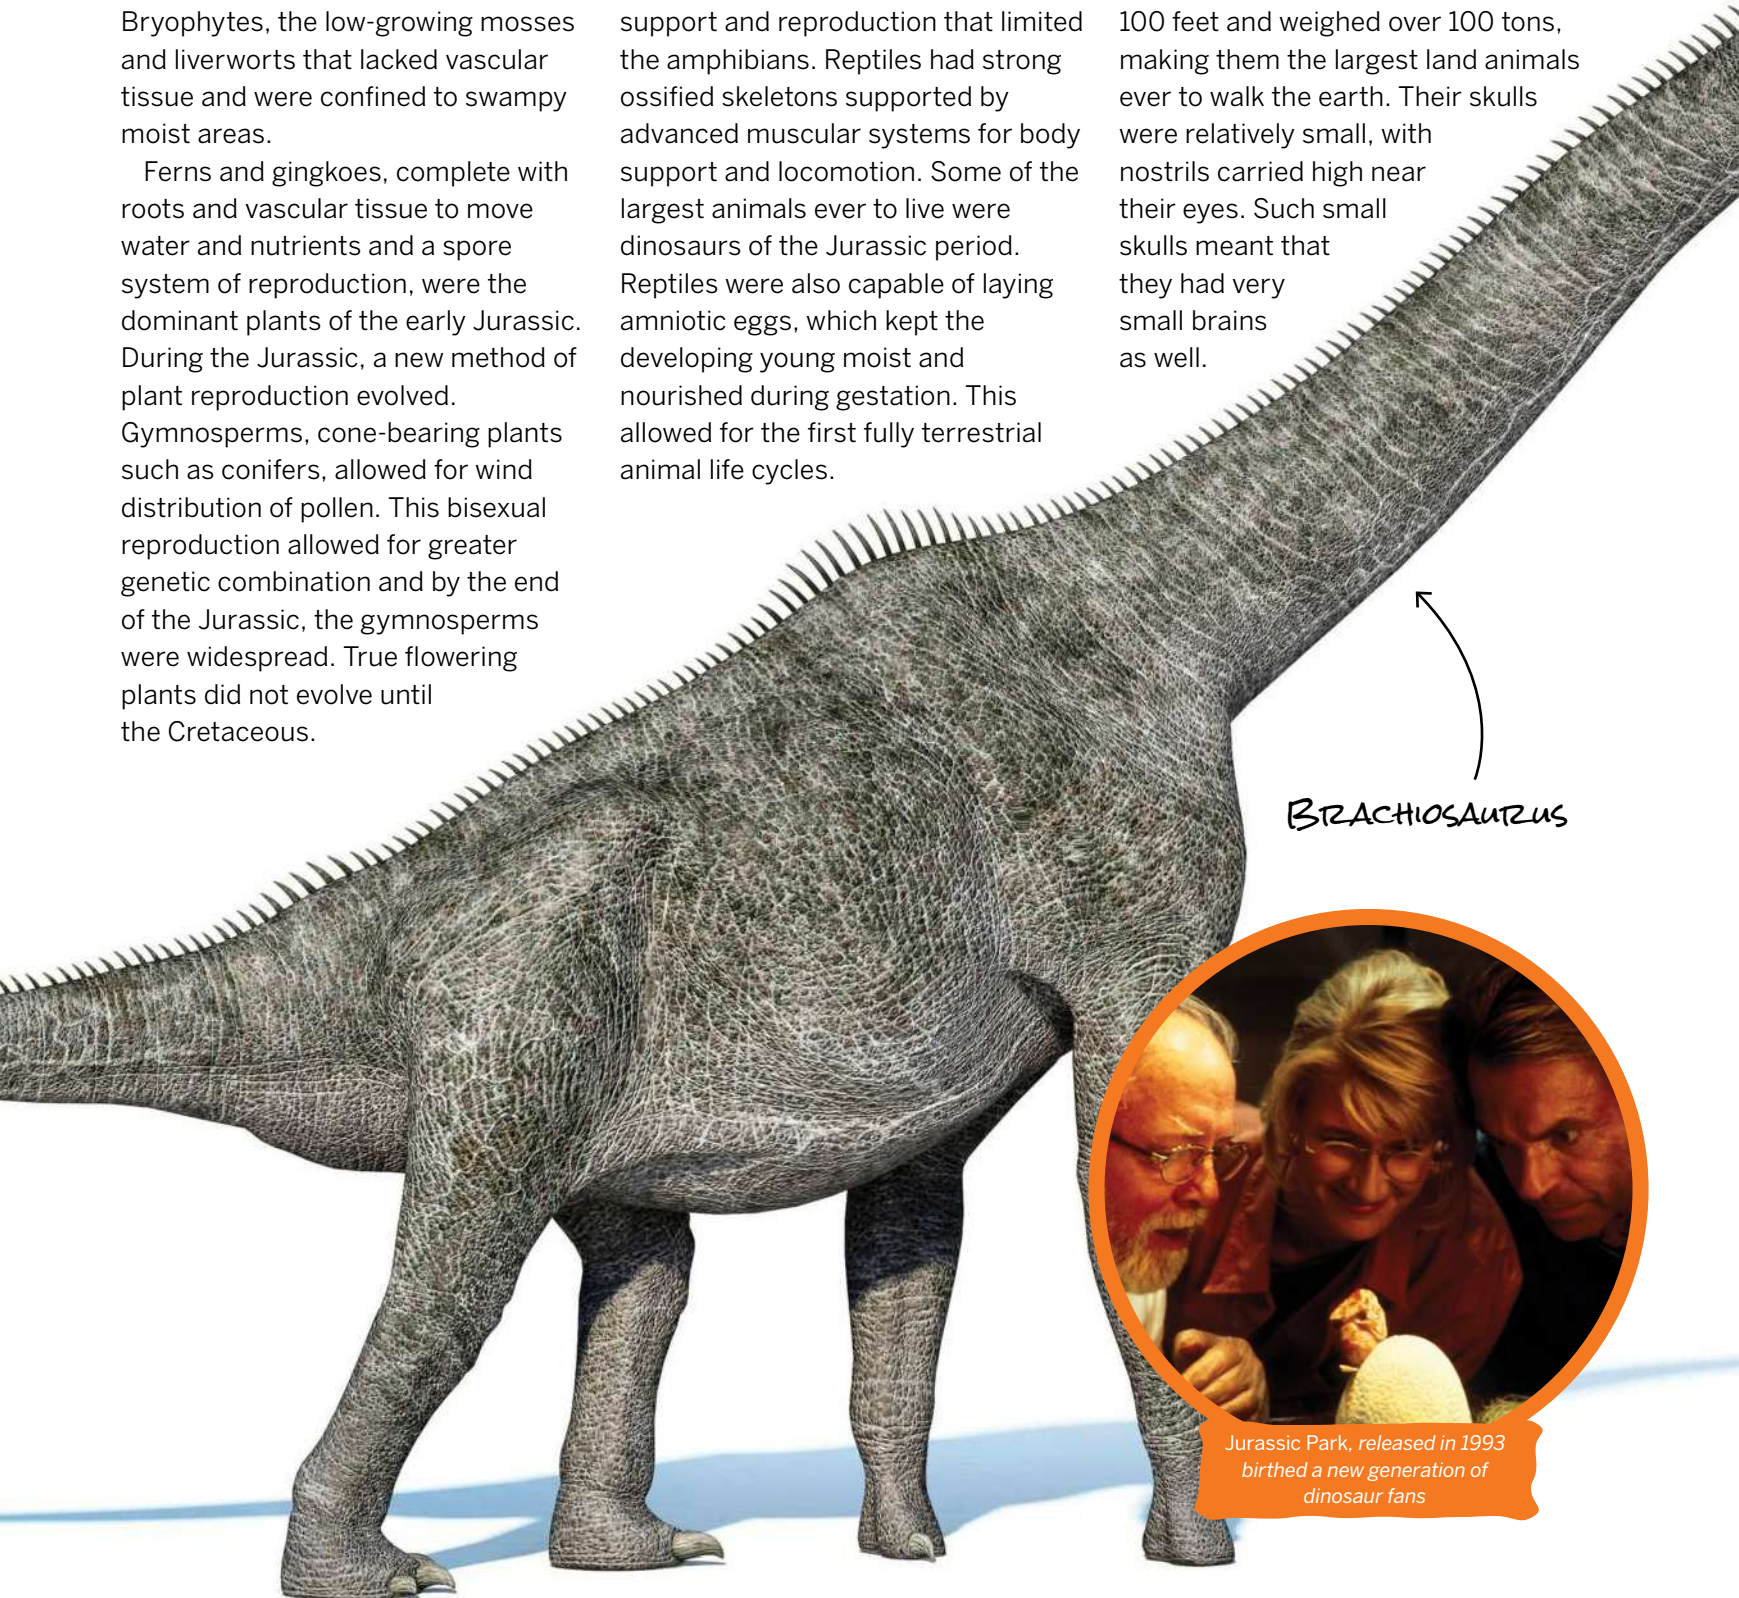 Bryophytes, the low-growing mosses
and liverworts that lacked vascular
tissue and were confined to swampy
moist areas.
Ferns and gingkoes, complete with
roots and vascular tissue to move
water and nutrients and a spore
system of reproduction, were the
dominant plants of the early Jurassic.
During the Jurassic, a new method of
plant reproduction evolved.
Gymnosperms, cone-bearing plants
such as conifers, allowed for wind
distribution of pollen. This bisexual
reproduction allowed for greater
genetic combination and by the end
of the Jurassic, the gymnosperms
were widespread. True flowering
plants did not evolve until
the Cretaceous.
support and reproduction that limited
the amphibians. Reptiles had strong
ossified skeletons supported by
advanced muscular systems for body
support and locomotion. Some of the
largest animals ever to live were
dinosaurs of the Jurassic period.
Reptiles were also capable of laying
amniotic eggs, which kept the
developing young moist and
nourished during gestation. This
allowed for the first fully terrestrial
animal life cycles.
100 feet and weighed over 100 tons,
making them the largest land animals
ever to walk the earth. Their skulls
were relatively small, with
nostrils carried high near
their eyes. Such small
skulls meant that
they had very
small brains
as well.
BRACHIOSAURUS
Jurassic Park, released in 1993
birthed a new generation of
dinosaur fans